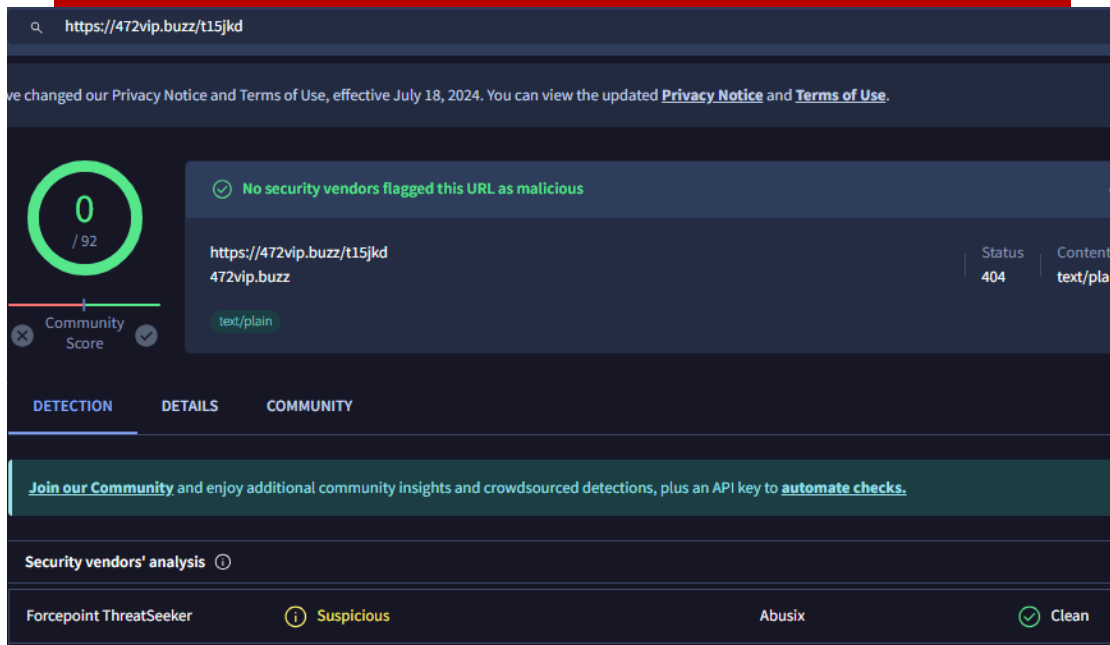 https://472vip.buzz/t15jkd
ve changed our Privacy Notice and Terms of Use, effective July 18, 2024. You can view the updated Privacy Notice and Terms of Use.
0
/ 92
No security vendors flagged this URL as malicious
https://472vip.buzz/t15jkd
472vip.buzz
text/plain
Status
404
Content
text/pla
Community
Score
DETECTION DETAILS COMMUNITY
Join our Community and enjoy additional community insights and crowdsourced detections, plus an API key to automate checks.
Security vendors' analysis
Forcepoint ThreatSeeker Suspicious Abusix Clean